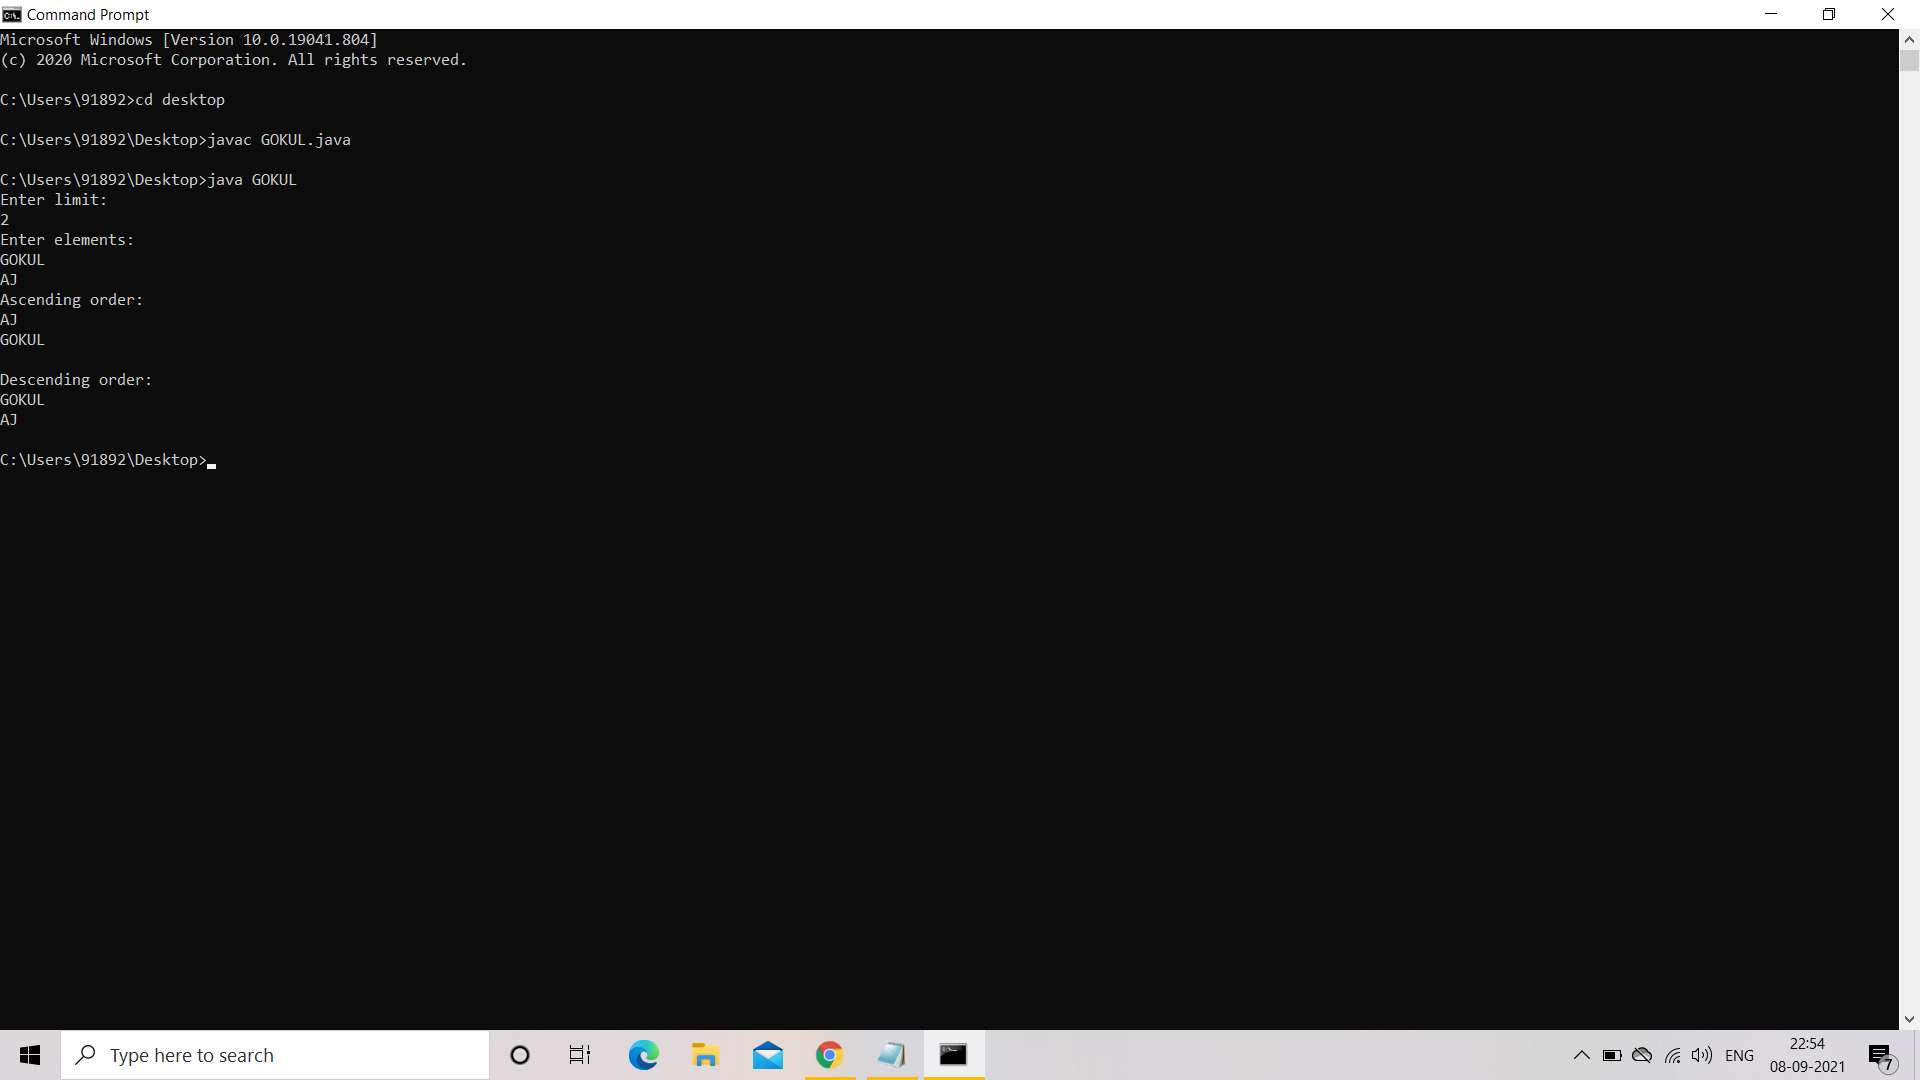 Command Prompt
Microsoft Windows [Version 10.0.19041.804]
(c) 2020 Microsoft Corporation. All rights reserved.
C:\Users\91892>cd desktop
C:\Users\91892\Desktop>javac GOKUL.java
C:\Users\91892\Desktop>java GOKUL
Enter limit:
2
Enter elements:
GOKUL
AJ
Ascending order:
AJ
GOKUL
Descending order:
GOKUL
AJ
C:\Users\91892\Desktop>
Type here to search
ENG
22:54
08-09-2021
7